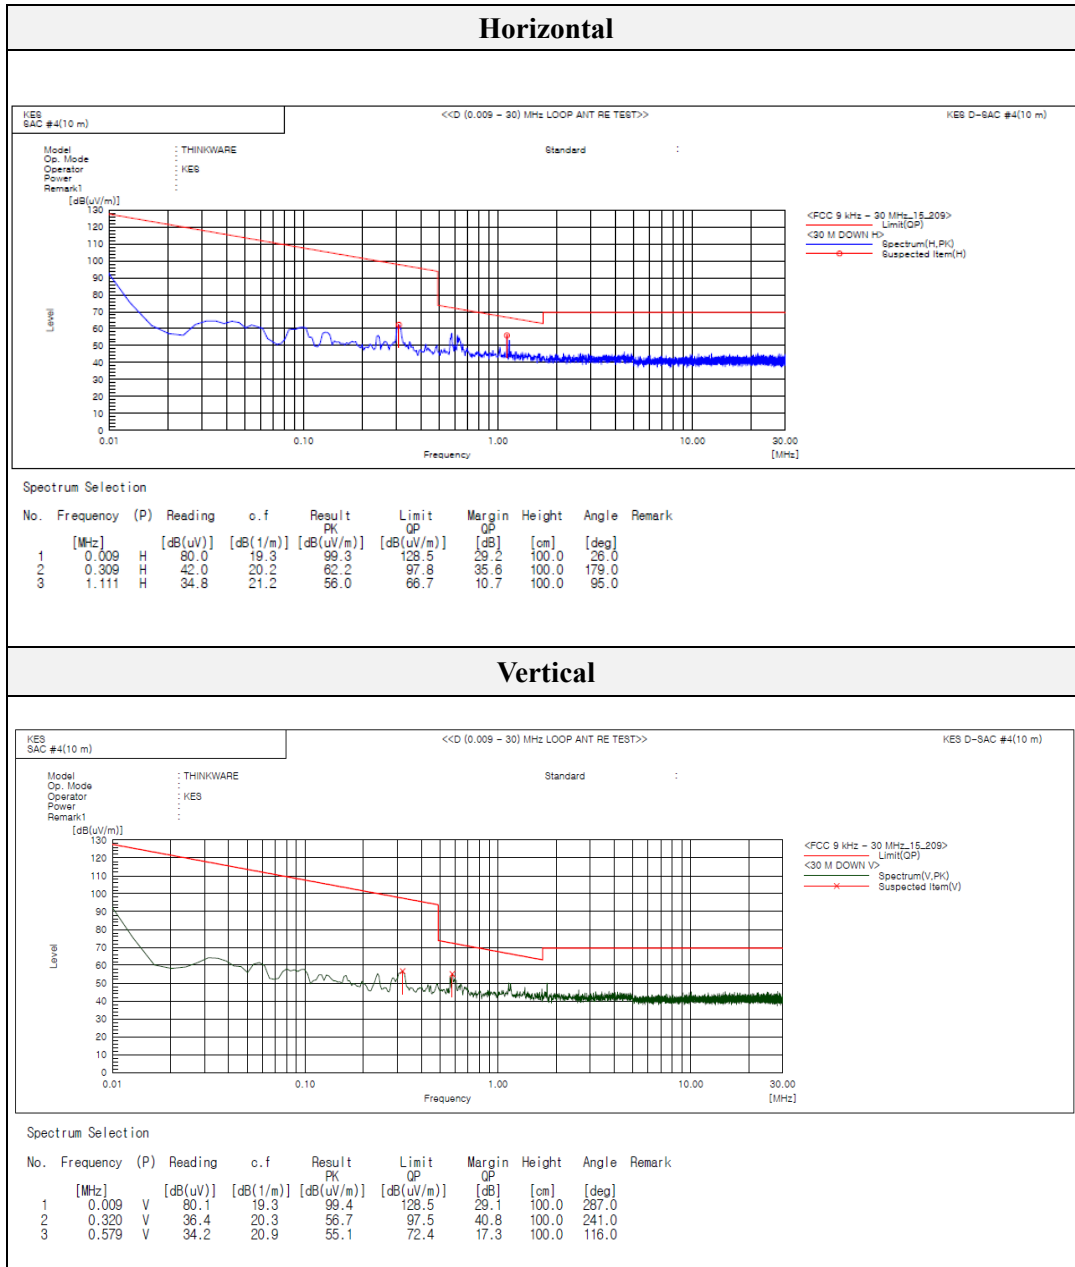 Horizontal
KES
SAC #4(10 m)
<<D (0.009 - 30) MHz LOOP ANT RE TEST>>
KES D-SAC #4(10 m)
Model : THINKWARE
Standard :
Op. Mode :
Operator : KES
Power :
Remark1 :
[dB(uV/m)]
130
120
110
100
90
80
70
60
50
40
30
20
10
0
Level
0.01 0.10 1.00 10.00 30.00
Frequency
[MHz]
<FCC 9 kHz - 30 MHz_15_209>
Limit(QP)
<30 M DOWN H>
Spectrum(H,PK)
Suspected Item(H)
Spectrum Selection
No. Frequency (P) Reading c.f Result Limit Margin Height Angle Remark
PK QP QP
[MHz] [dB(uV)] [dB(1/m)] [dB(uV/m)] [dB(uV/m)] [dB] [cm] [deg]
1 0.009 H 80.0 19.3 99.3 128.5 29.2 100.0 26.0
2 0.309 H 42.0 20.2 62.2 97.8 35.6 100.0 179.0
3 1.111 H 34.8 21.2 56.0 66.7 10.7 100.0 95.0
Vertical
KES
SAC #4(10 m)
<<D (0.009 - 30) MHz LOOP ANT RE TEST>>
KES D-SAC #4(10 m)
Model : THINKWARE
Standard :
Op. Mode :
Operator : KES
Power :
Remark1 :
[dB(uV/m)]
130
120
110
100
90
80
70
60
50
40
30
20
10
0
Level
0.01 0.10 1.00 10.00 30.00
Frequency
[MHz]
<FCC 9 kHz - 30 MHz_15_209>
Limit(QP)
<30 M DOWN V>
Spectrum(V,PK)
Suspected Item(V)
Spectrum Selection
No. Frequency (P) Reading c.f Result Limit Margin Height Angle Remark
PK QP QP
[MHz] [dB(uV)] [dB(1/m)] [dB(uV/m)] [dB(uV/m)] [dB] [cm] [deg]
1 0.009 V 80.1 19.3 99.4 128.5 29.1 100.0 287.0
2 0.320 V 36.4 20.3 56.7 97.5 40.8 100.0 241.0
3 0.579 V 34.2 20.9 55.1 72.4 17.3 100.0 116.0